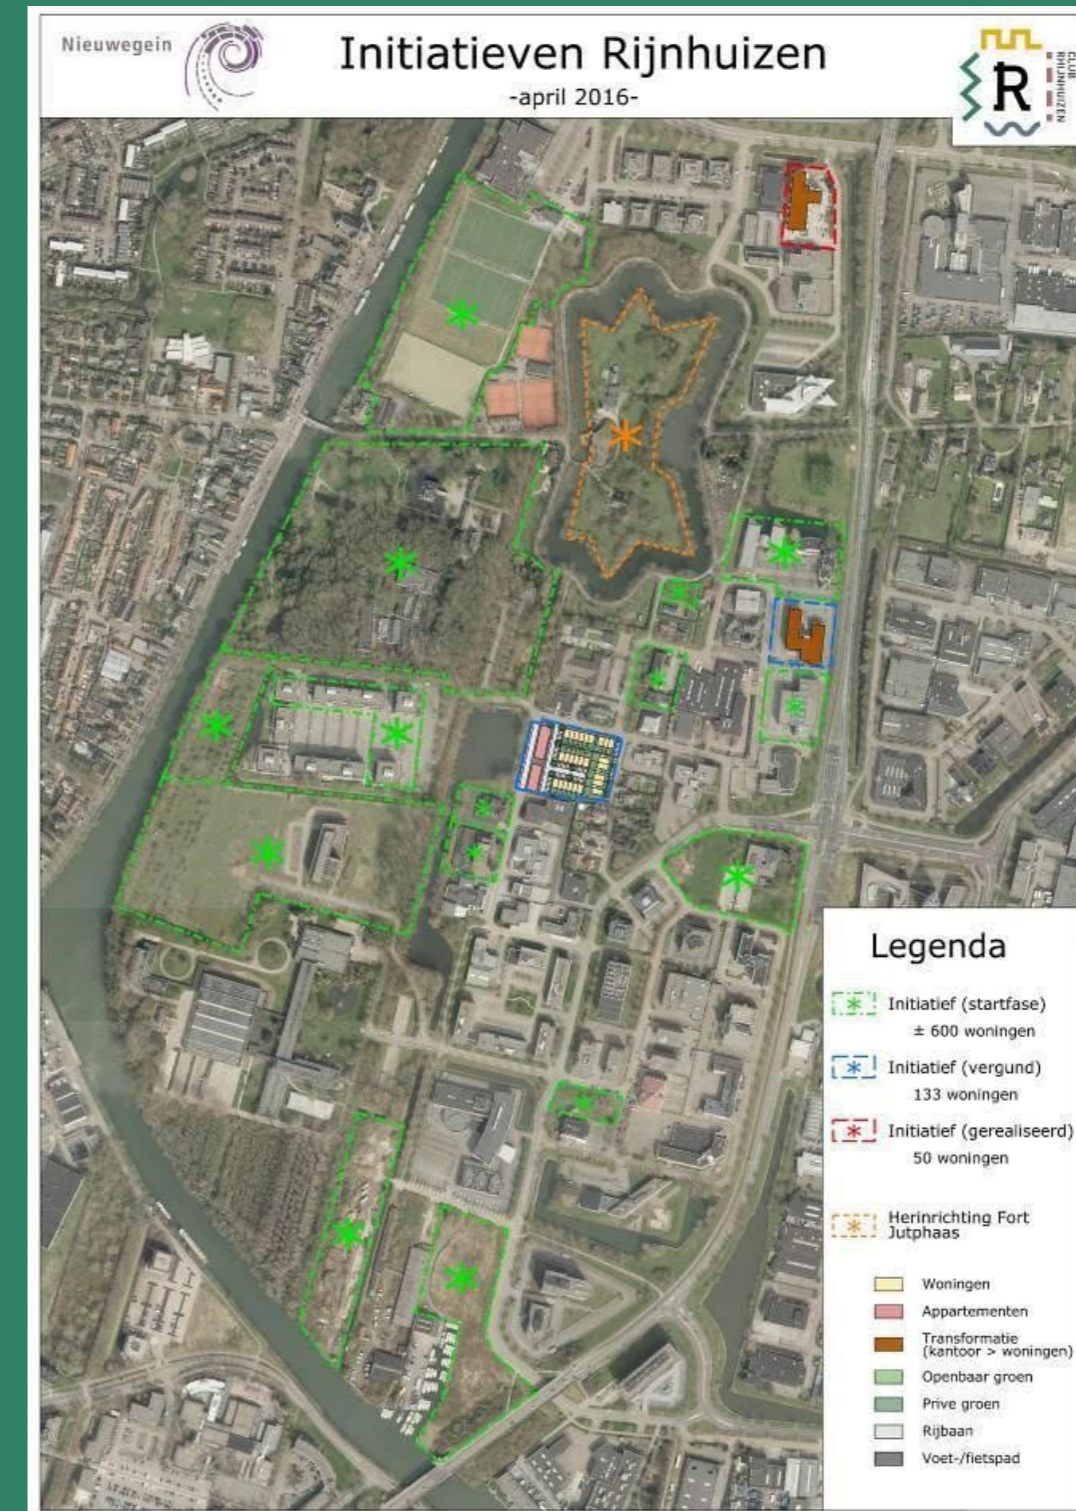 Nieuwegein
Initiatieven Rijnhuizen
-april 2016-
CLUB
RHIJNHUIZEN
R
Legenda
Initiatief (startfase)
± 600 woningen
Initiatief (vergund)
133 woningen
Initiatief (gerealiseerd)
50 woningen
Herinrichting Fort
Jutphaas
Woningen
Appartementen
Transformatie
(kantoor > woningen)
Openbaar groen
Prive groen
Rijbaan
Voet-/fietspad